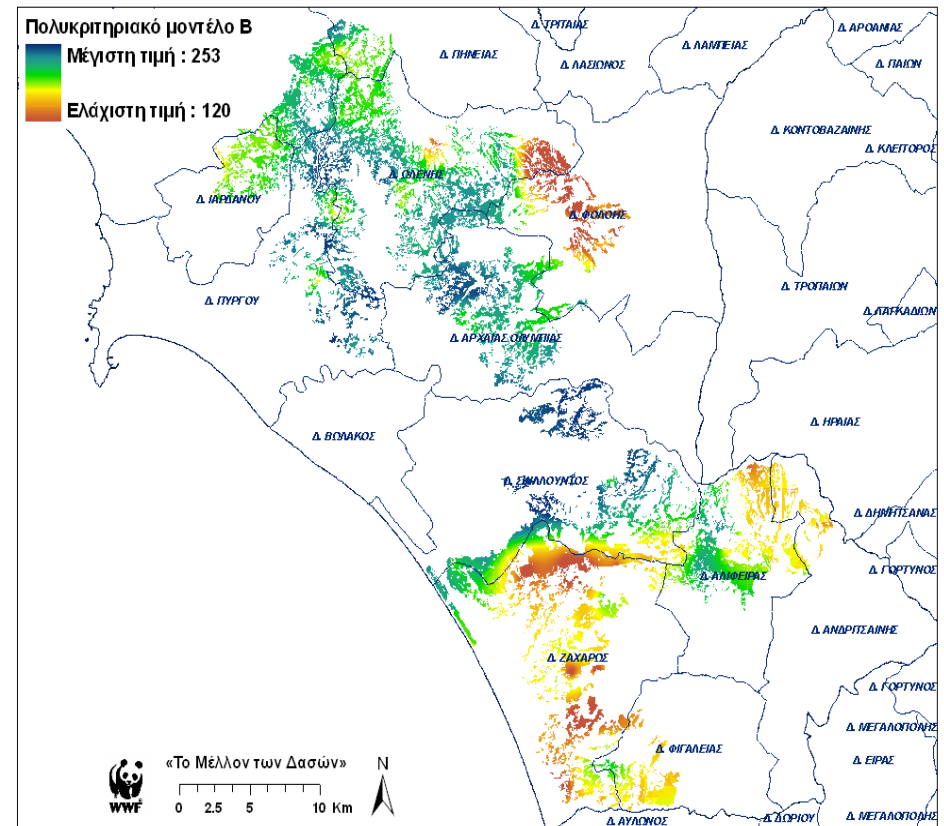 Πολυκριτηριακό μοντέλο Β
Μέγιστη τιμή : 253
Ελάχιστη τιμή : 120
Δ. ΤΡΙΤΑΙΑΣ
Δ. ΑΡΟΑΝΙΑΣ
Δ. ΠΗΝΕΙΑΣ
Δ. ΛΑΜΠΕΙΑΣ
Δ. ΛΑΣΙΩΝΟΣ
Δ. ΠΑΙΩΝ
Δ. ΚΟΝΤΟΒΑΖΑΙΝΗΣ
Δ. ΚΛΕΙΤΟΡΟΣ
Δ. ΩΛΕΝΗΣ
Δ. ΙΑΡΔΑΝΟΥ
Δ. ΦΟΛΟΗΣ
Δ. ΤΡΟΠΑΙΩΝ
Δ. ΠΥΡΓΟΥ
Δ. ΛΑΓΚΑΔΙΩΝ
Δ. ΑΡΧΑΙΑΣ ΟΛΥΜΠΙΑΣ
Δ. ΗΡΑΙΑΣ
Δ. ΒΩΛΑΚΟΣ
Δ. ΣΚΙΛΛΟΥΝΤΟΣ
Δ. ΔΗΜΗΤΣΑΝΑΣ
Δ. ΓΟΡΤΥΝΟΣ
Δ. ΑΛΙΦΕΙΡΑΣ
Δ. ΑΝΔΡΙΤΣΑΙΝΗΣ
Δ. ΖΑΧΑΡΟΣ
Δ. ΓΟΡΤΥΝΟΣ
Δ. ΜΕΓΑΛΟΠΟΛΗΣ
Δ. ΦΙΓΑΛΕΙΑΣ
Δ. ΕΙΡΑΣ
«Το Μέλλον των Δασών»
N
0 2.5 5 10 Km
WWF
Δ. ΑΥΛΩΝΟΣ
Δ. ΔΩΡΙΟΥ
Δ. ΜΕΓΑΛΟΠΟΛΗΣ